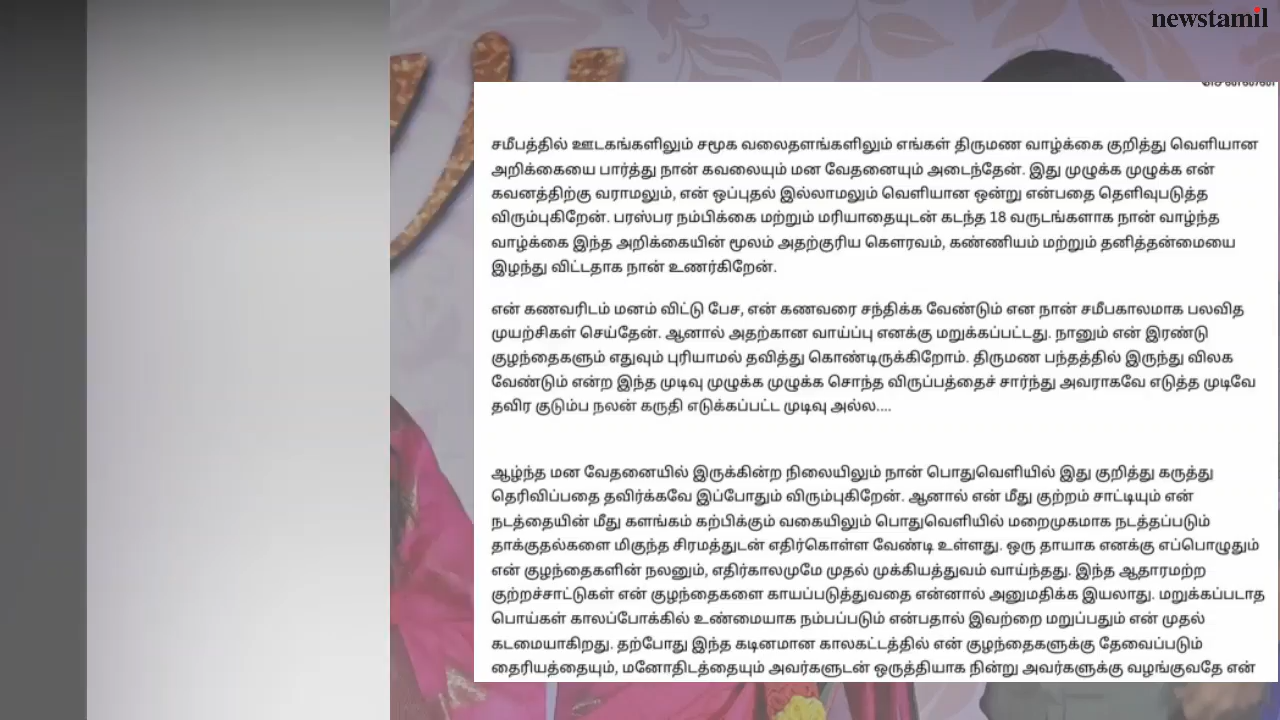 newstamil
சமீபத்தில் ஊடகங்களிலும் சமூக வலைதளங்களிலும் எங்கள் திருமண வாழ்க்கை குறித்து வெளியான
அறிக்கையை பார்த்து நான் கவலையும் மன வேதனையும் அடைந்தேன். இது முழுக்க முழுக்க என்
கவனத்திற்கு வராமலும், என் ஒப்புதல் இல்லாமலும் வெளியான ஒன்று என்பதை தெளிவுபடுத்த
விரும்புகிறேன். பரஸ்பர நம்பிக்கை மற்றும் மரியாதையுடன் கடந்த 18 வருடங்களாக நான் வாழ்ந்த
வாழ்க்கை இந்த அறிக்கையின் மூலம் அதற்குரிய கௌரவம், கண்ணியம் மற்றும் தனித்தன்மையை
இழந்து விட்டதாக நான் உணர்கிறேன்.
என் கணவரிடம் மனம் விட்டு பேச, என் கணவரை சந்திக்க வேண்டும் என நான் சமீபகாலமாக பலவித
முயற்சிகள் செய்தேன். ஆனால் அதற்கான வாய்ப்பு எனக்கு மறுக்கப்பட்டது. நானும் என் இரண்டு
குழந்தைகளும் எதுவும் புரியாமல் தவித்து கொண்டிருக்கிறோம். திருமண பந்தத்தில் இருந்து விலக
வேண்டும் என்ற இந்த முடிவு முழுக்க முழுக்க சொந்த விருப்பத்தைச் சார்ந்து அவராகவே எடுத்த முடிவே
தவிர குடும்ப நலன் கருதி எடுக்கப்பட்ட முடிவு அல்ல....
ஆழ்ந்த மன வேதனையில் இருக்கின்ற நிலையிலும் நான் பொதுவெளியில் இது குறித்து கருத்து
தெரிவிப்பதை தவிர்க்கவே இப்போதும் விரும்புகிறேன். ஆனால் என் மீது குற்றம் சாட்டியும் என்
நடத்தையின் மீது களங்கம் கற்பிக்கும் வகையிலும் பொதுவெளியில் மறைமுகமாக நடத்தப்படும்
தாக்குதல்களை மிகுந்த சிரமத்துடன் எதிர்கொள்ள வேண்டி உள்ளது. ஒரு தாயாக எனக்கு எப்பொழுதும்
என் குழந்தைகளின் நலனும், எதிர்காலமுமே முதல் முக்கியத்துவம் வாய்ந்தது. இந்த ஆதாரமற்ற
குற்றச்சாட்டுகள் என் குழந்தைகளை காயப்படுத்துவதை என்னால் அனுமதிக்க இயலாது. மறுக்கப்படாத
பொய்கள் காலப்போக்கில் உண்மையாக நம்பப்படும் என்பதால் இவற்றை மறுப்பதும் என் முதல்
கடமையாகிறது. தற்போது இந்த கடினமான காலகட்டத்தில் என் குழந்தைகளுக்கு தேவைப்படும்
தைரியத்தையும், மனோதிடத்தையும் அவர்களுடன் ஒருத்தியாக நின்று அவர்களுக்கு வழங்குவதே என்